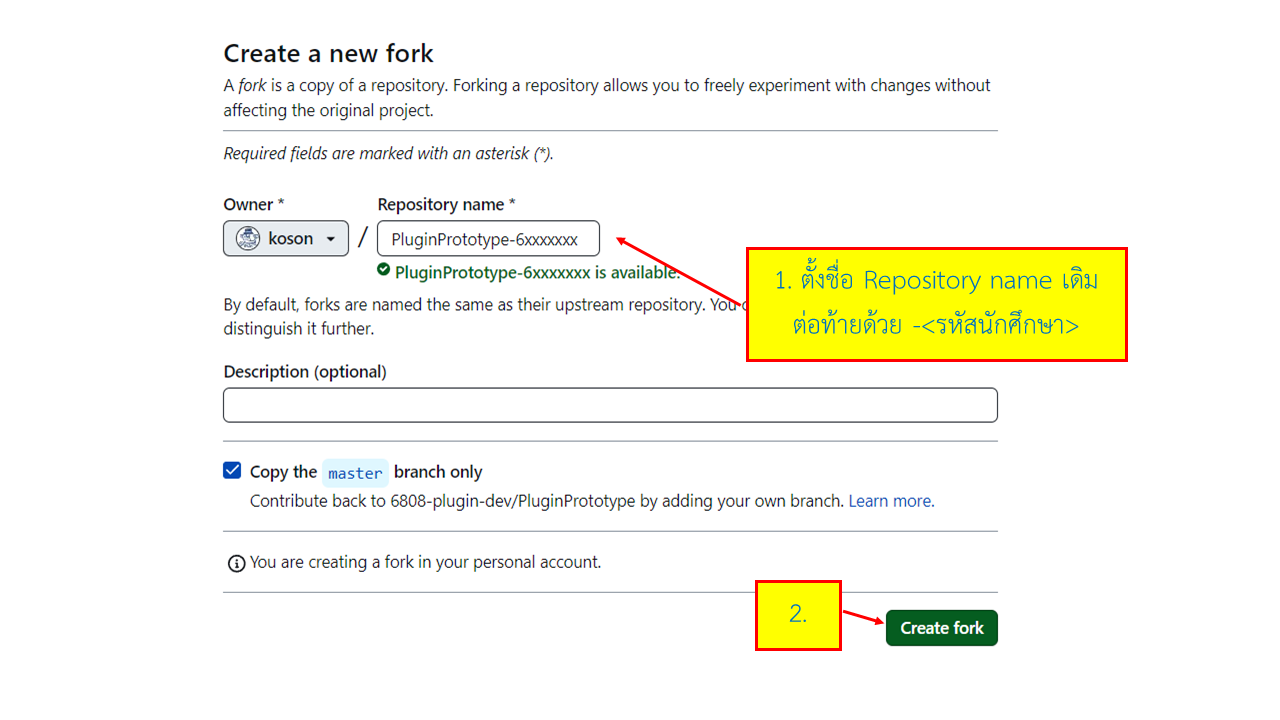 Create a new fork
A fork is a copy of a repository. Forking a repository allows you to freely experiment with changes without
affecting the original project.
Required fields are marked with an asterisk (*).
Owner *
Repository name *
koson
/
PluginPrototype-6xxxxxxx
PluginPrototype-6xxxxxxx is available.
1. ตั้งชื่อ Repository name เดิม
ต่อท้ายด้วย -<รหัสนักศึกษา>
By default, forks are named the same as their upstream repository. You
distinguish it further.
Description (optional)
Copy the master branch only
Contribute back to 6808-plugin-dev/PluginPrototype by adding your own branch. Learn more.
You are creating a fork in your personal account.
2.
Create fork